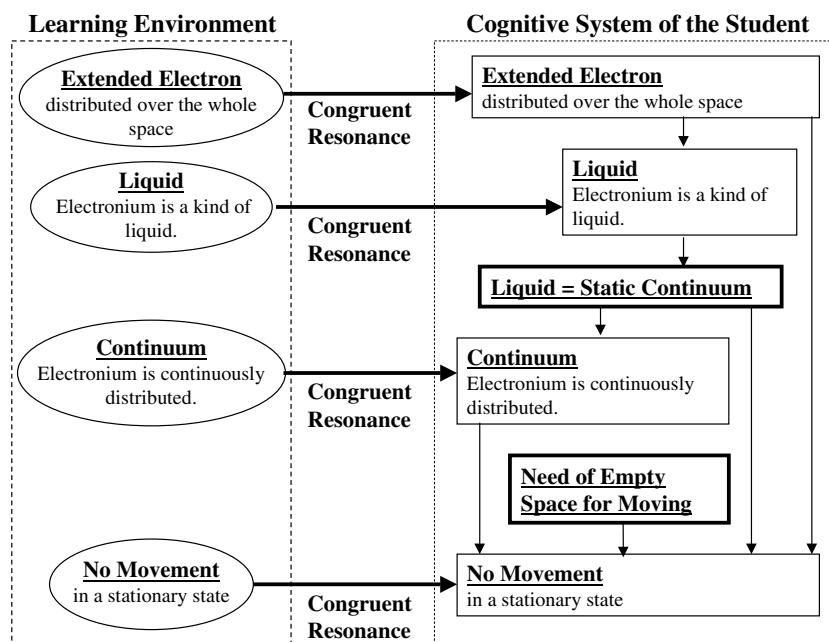 Learning Environment
Cognitive System of the Student
Extended Electron
distributed over the whole
space
Congruent
Resonance
Extended Electron
distributed over the whole space
Liquid
Electronium is a kind of
liquid.
Congruent
Resonance
Liquid
Electronium is a kind of
liquid.
Liquid = Static Continuum
Continuum
Electronium is continuously
distributed.
Congruent
Resonance
Continuum
Electronium is continuously
distributed.
Need of Empty
Space for Moving
No Movement
in a stationary state
Congruent
Resonance
No Movement
in a stationary state